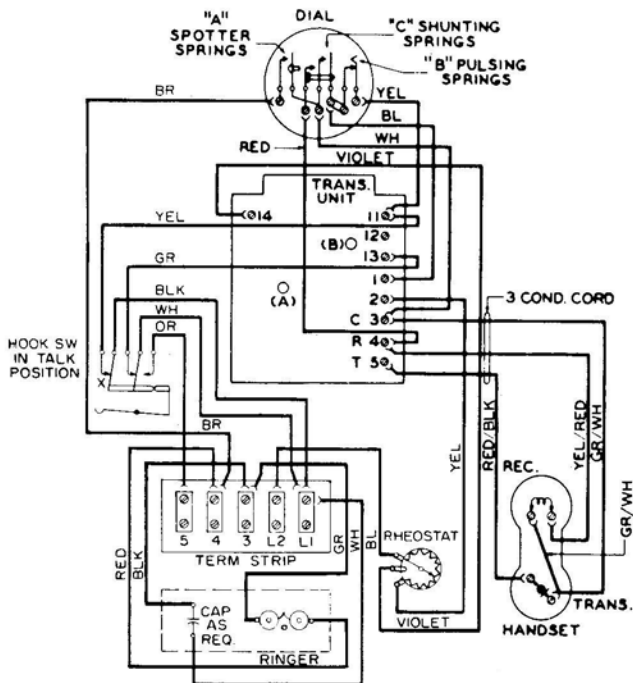 DIAL
"A"
SPOTTER
SPRINGS
"C" SHUNTING
SPRINGS
"B" PULSING
SPRINGS
BR
YEL
BL
WH
RED
VIOLET
TRANS.
UNIT
14
11
YEL
12
(B)
13
GR
1
(A)
BLK
2
3 COND. CORD
WH
C 3
OR
R 4
HOOK SW
IN TALK
POSITION
T 5
X
BR
YEL
RED/BLK
YEL/RED
GR/WH
REC.
GR/WH
5 4 3 L2 L1
TERM STRIP
RED
BLK
GR
WH
BL
RHEOSTAT
CAP
AS
REQ.
RINGER
VIOLET
TRANS.
HANDSET